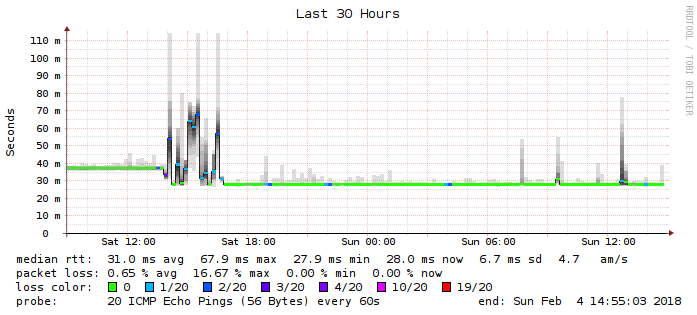 Last 30 Hours
RRDTOOL / TOBI OETIKER
Seconds
110 m
100 m
90 m
80 m
70 m
60 m
50 m
40 m
30 m
20 m
10 m
0
Sat 12:00 Sat 18:00 Sun 00:00 Sun 06:00 Sun 12:00
median rtt: 31.0 ms avg 67.9 ms max 27.9 ms min 28.0 ms now 6.7 ms sd 4.7 am/s
packet loss: 0.65 % avg 16.67 % max 0.00 % min 0.00 % now
loss color: 0 1/20 2/20 3/20 4/20 10/20 19/20
probe: 20 ICMP Echo Pings (56 Bytes) every 60s end: Sun Feb 4 14:55:03 2018